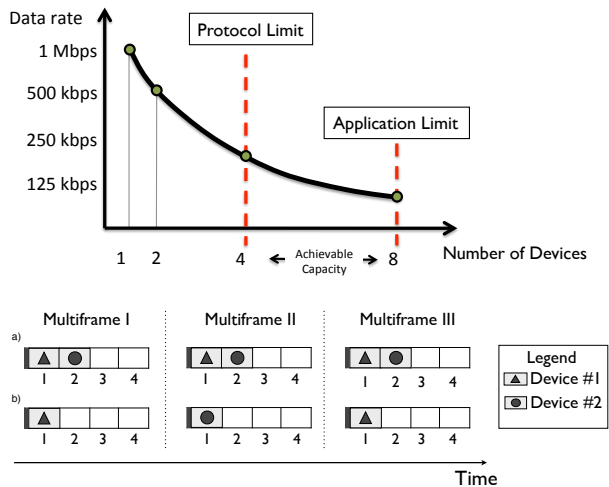 Data rate
Protocol Limit
1 Mbps
500 kbps
Application Limit
250 kbps
125 kbps
1 2 4 Achievable Capacity 8 Number of Devices
Multiframe I Multiframe II Multiframe III
a)
1 2 3 4 1 2 3 4 1 2 3 4
Legend
Device #1
Device #2
b)
1 2 3 4 1 2 3 4 1 2 3 4
Time